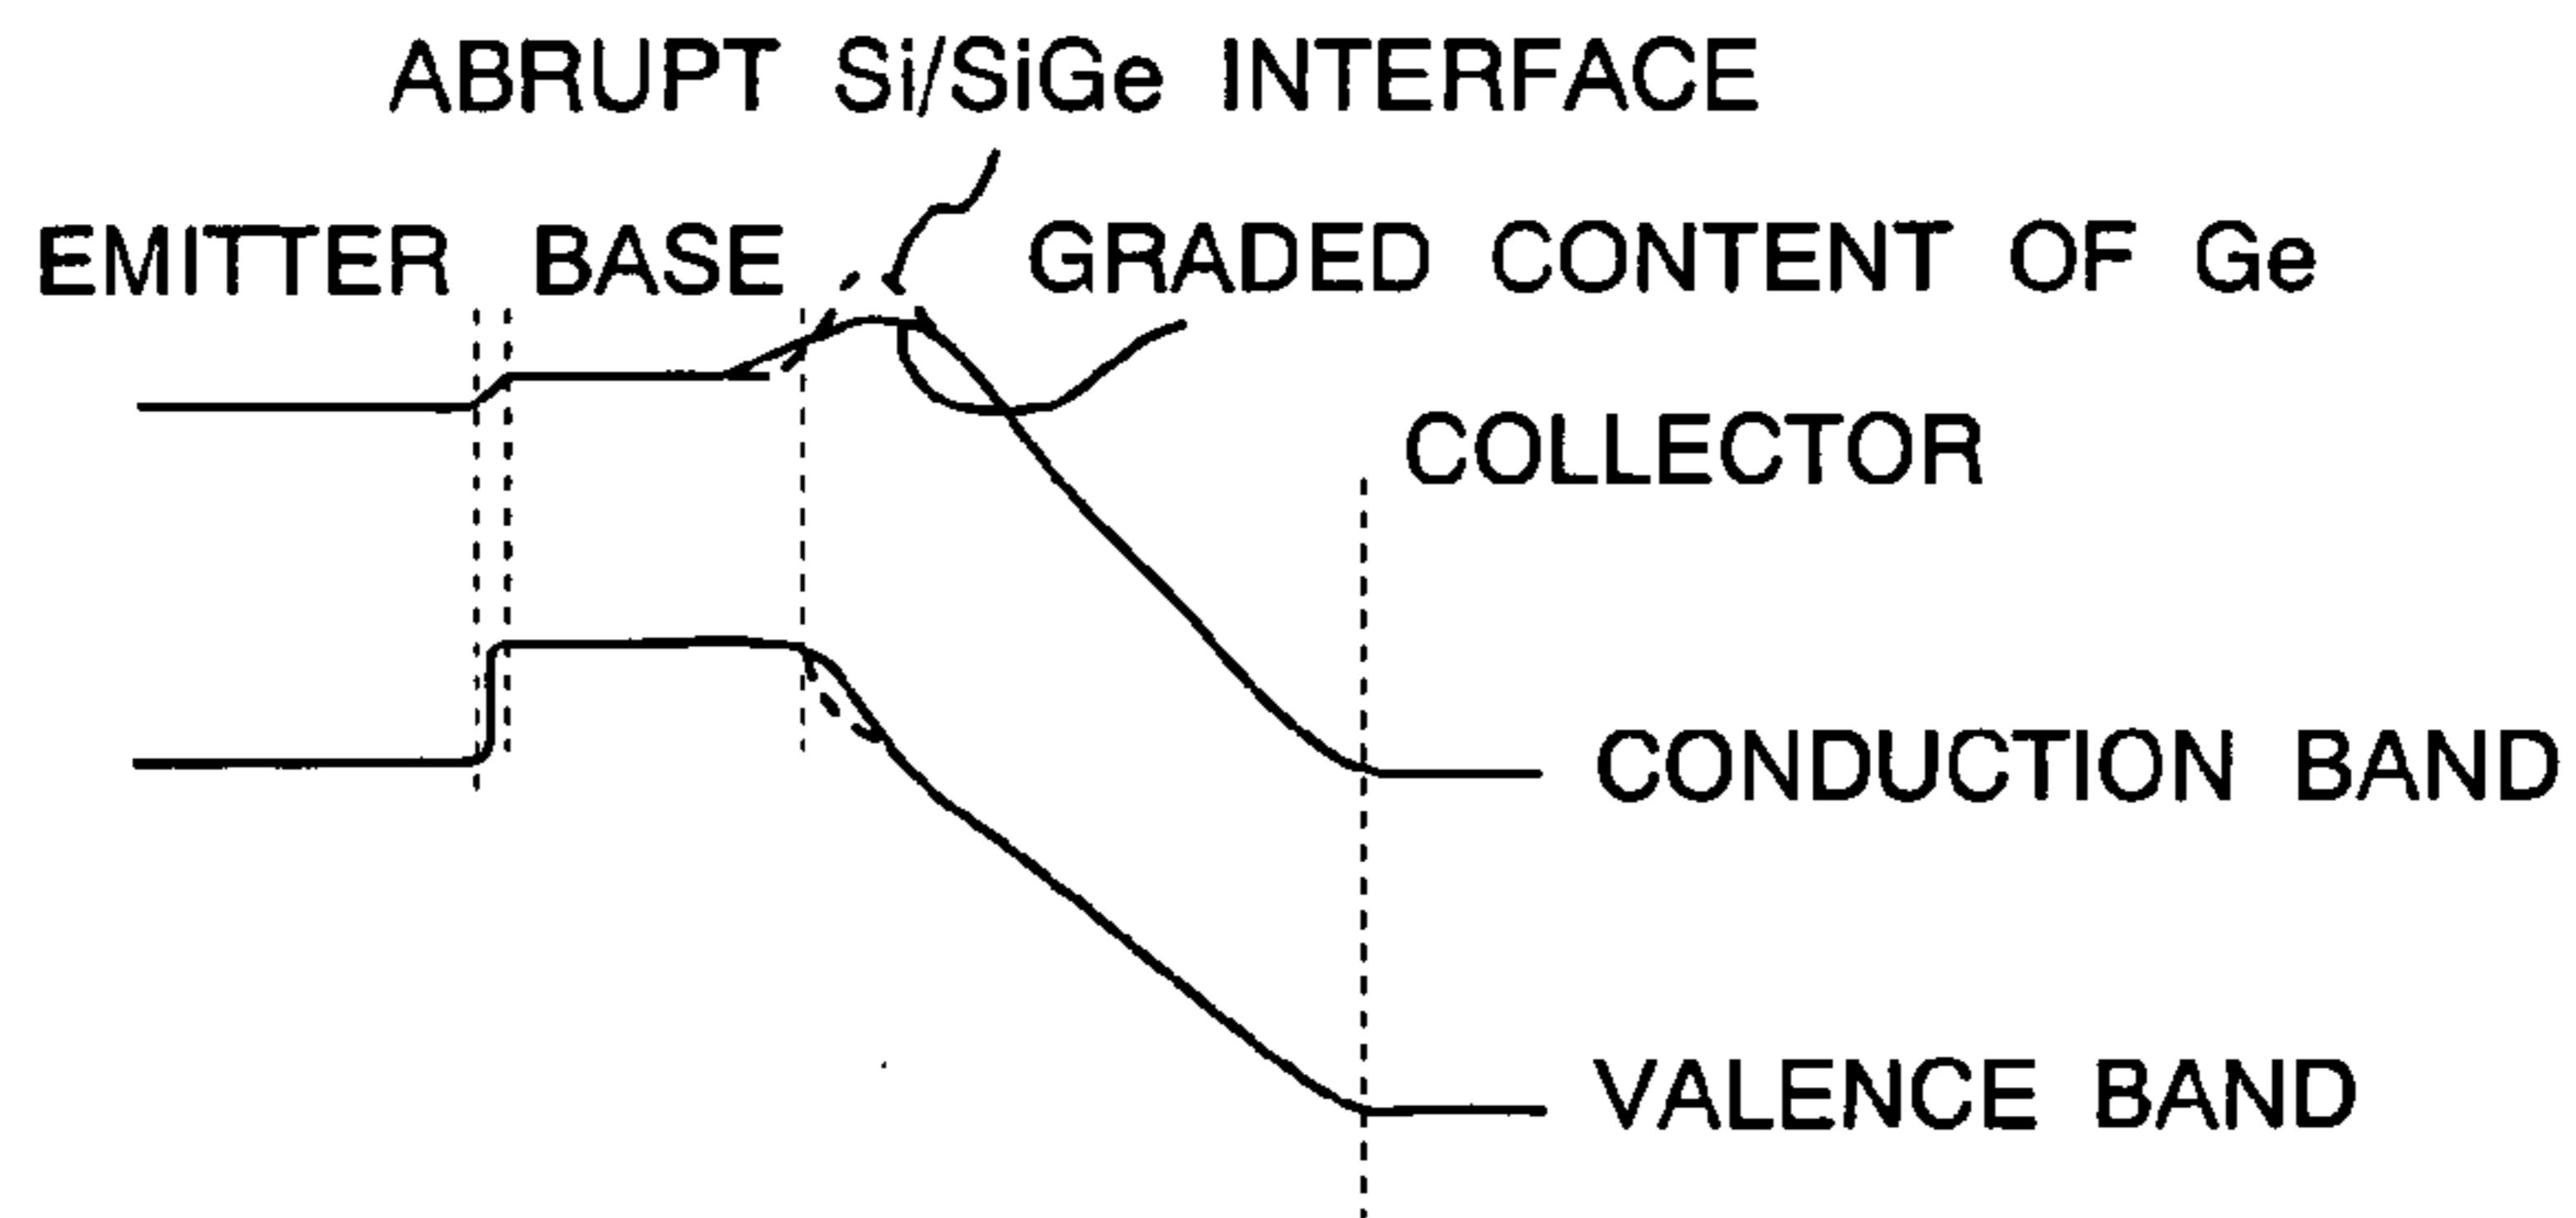 ABRUPT Si/SiGe INTERFACE
EMITTER BASE GRADED CONTENT OF Ge
COLLECTOR
CONDUCTION BAND
VALENCE BAND